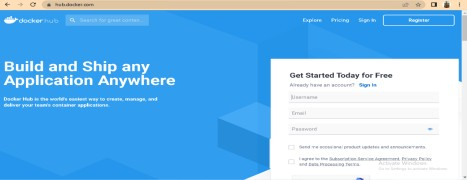 hub.docker.com
docker hub
Search for great content...
Explore
Pricing
Sign In
Register
Build and Ship any
Application Anywhere
Docker Hub is the world's easiest way to create, manage, and
deliver your team's container applications.
Get Started Today for Free
Already have an account? Sign In
Username
Email
Password
Send me occasional product updates and announcements.
I agree to the Subscription Service Agreement, Privacy Policy
and Data Processing Terms.
Activate Windows
Go to Settings to activate Windows.